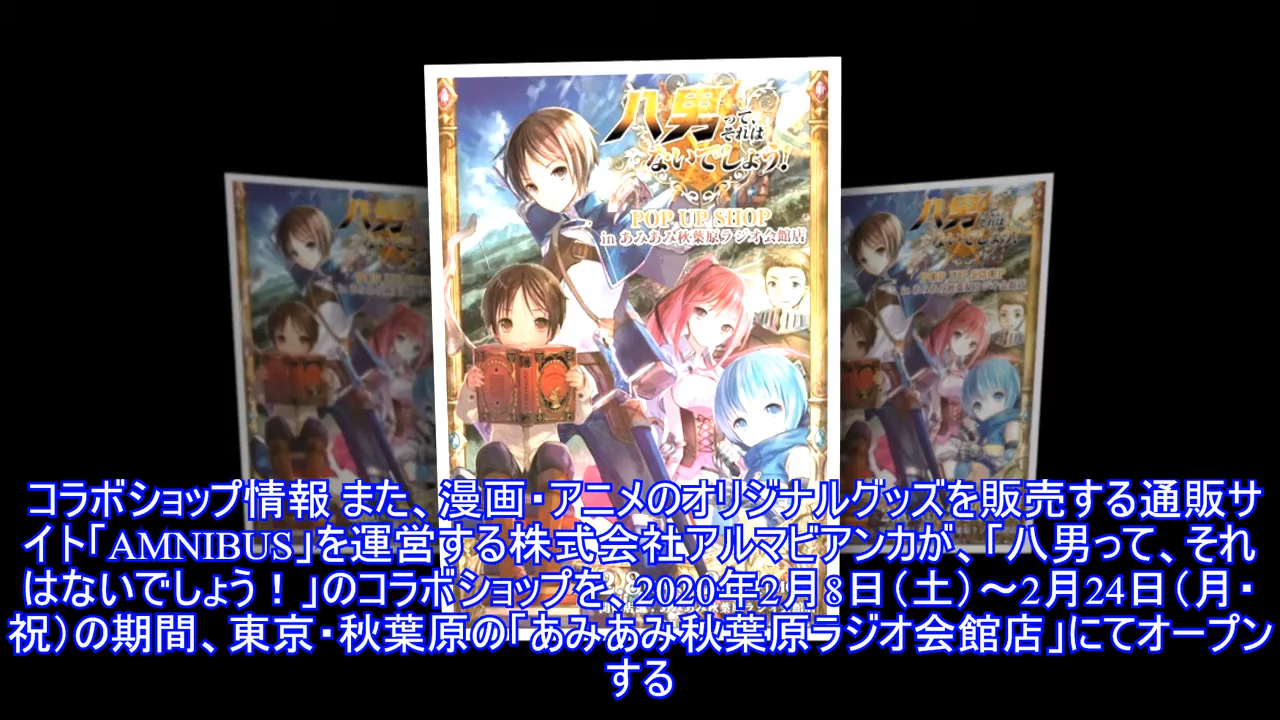 八男って、
それは
ないでしょう!
POP UP SHOP
in あみあみ秋葉原ラジオ会館店
コラボショップ情報 また、漫画・アニメのオリジナルグッズを販売する通販サ
イト「AMNIBUS」を運営する株式会社アルマビアンカが、「八男って、それ
はないでしょう！」のコラボショップを、2020年2月8日（土）～2月24日（月・
祝）の期間、東京・秋葉原の「あみあみ秋葉原ラジオ会館店」にてオープン
する